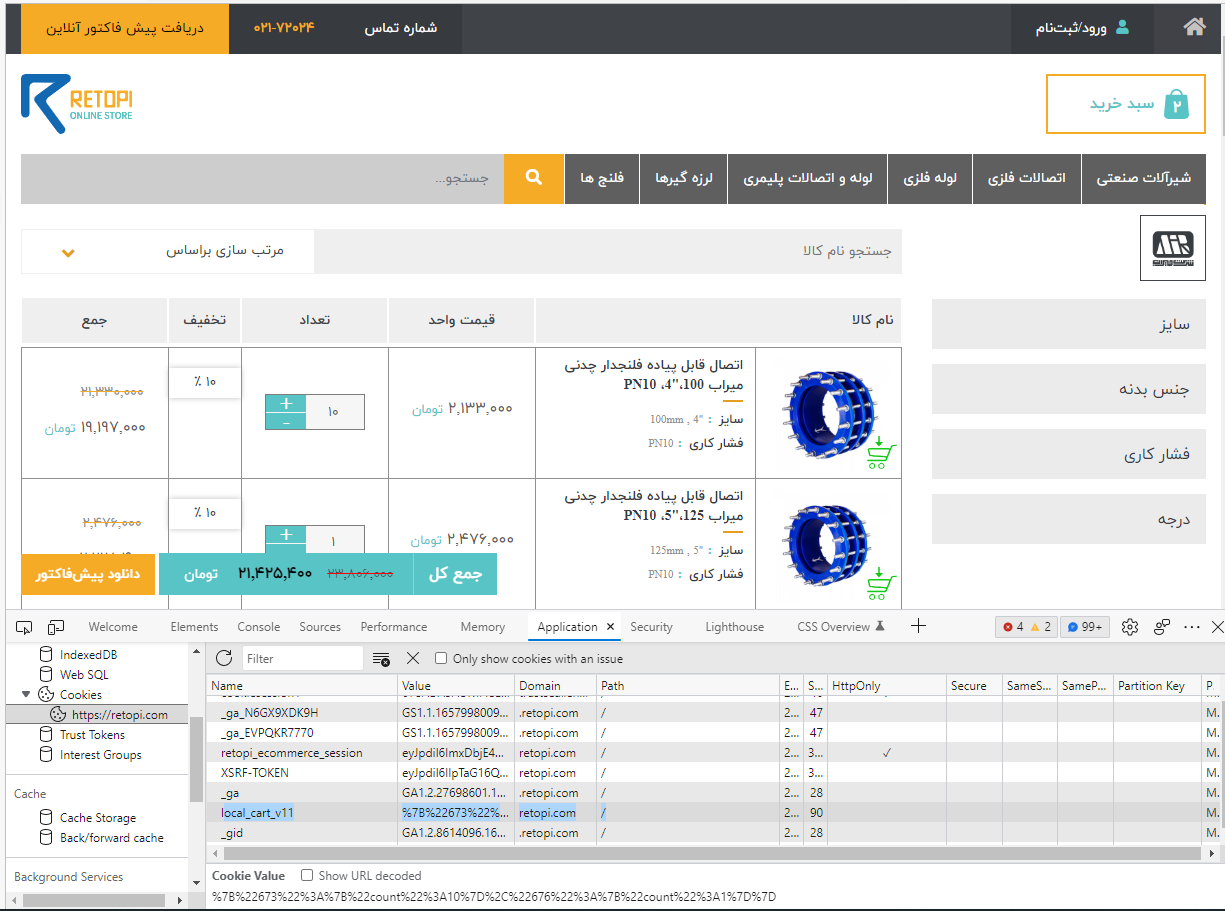 ورود/ثبت‌نام
شماره تماس
۰۲۱-۷۲۰۲۴
دریافت پیش فاکتور آنلاین
۲ سبد خرید
RETOPI
ONLINE STORE
شیرآلات صنعتی
اتصالات فلزی
لوله فلزی
لوله و اتصالات پلیمری
لرزه گیرها
فلنج ها
جستجو...
سایز
جنس بدنه
فشار کاری
درجه
جستجو نام کالا
مرتب سازی براساس
نام کالا
قیمت واحد
تعداد
تخفیف
جمع
اتصال قابل پیاده فلنجدار چدنی
میراب 100،"4، PN10
سایز : "4 , 100mm
فشار کاری : PN10
۲,۱۳۳,۰۰۰ تومان
۱۰
+
-
۱۰ ٪
۲۱,۳۳۰,۰۰۰
۱۹,۱۹۷,۰۰۰ تومان
اتصال قابل پیاده فلنجدار چدنی
میراب 125،"5، PN10
سایز : "5 , 125mm
فشار کاری : PN10
۲,۴۷۶,۰۰۰ تومان
۱
+
۱۰ ٪
۲,۴۷۶,۰۰۰
جمع کل
۲۳,۸۰۶,۰۰۰
۲۱,۴۲۵,۴۰۰ تومان
دانلود پیش‌فاکتور
Welcome Elements Console Sources Performance Memory Application Security Lighthouse CSS Overview 4 2 99+
IndexedDB
Web SQL
Cookies
https://retopi.com
Trust Tokens
Interest Groups
Cache
Cache Storage
Back/forward cache
Background Services
Filter Only show cookies with an issue
Name Value Domain Path E... S... HttpOnly Secure SameS... SameP... Partition Key P.
_ga_N6GX9XDK9H GS1.1.1657998009... .retopi.com / 2... 47 M.
_ga_EVPQKR7770 GS1.1.1657998009... .retopi.com / 2... 47 M.
retopi_ecommerce_session eyJpdiI6ImxDbjE4... retopi.com / 2... 3... ✓ M.
XSRF-TOKEN eyJpdiI6IlpTaG16Q... retopi.com / 2... 3... M.
_ga GA1.2.27698601.1... .retopi.com / 2... 28 M.
local_cart_v11 %7B%22673%22%... retopi.com / 2... 90 M.
_gid GA1.2.8614096.16... .retopi.com / 2... 28 M.
Cookie Value Show URL decoded
%7B%22673%22%3A%7B%22count%22%3A10%7D%2C%22676%22%3A%7B%22count%22%3A1%7D%7D